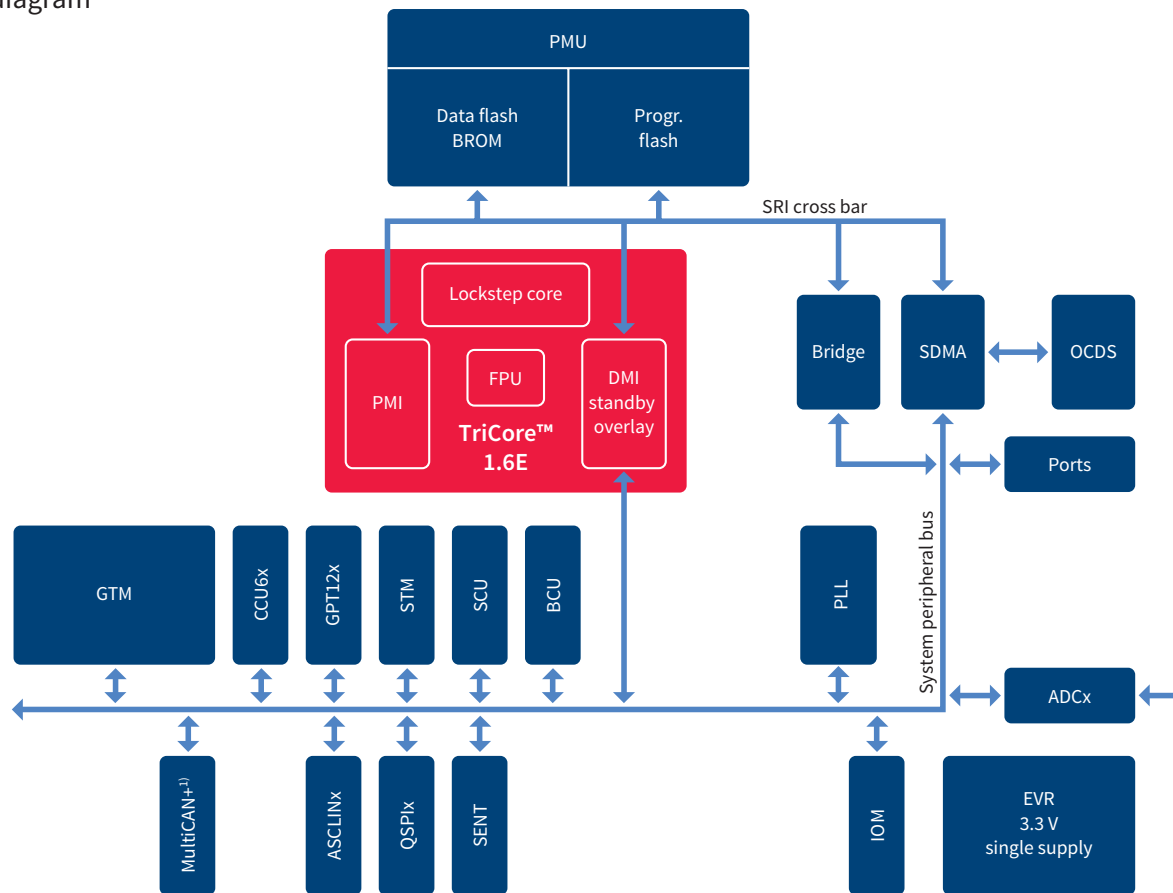 diagram
PMU
Data flash
BROM
Progr.
flash
SRI cross bar
Lockstep core
PMI
FPU
DMI
standby
overlay
TriCore™
1.6E
Bridge
SDMA
OCDS
Ports
System peripheral bus
GTM
CCU6x
GPT12x
STM
SCU
BCU
PLL
ADCx
MultiCAN+¹⁾
ASCLINx
QSPIx
SENT
IOM
EVR
3.3 V
single supply